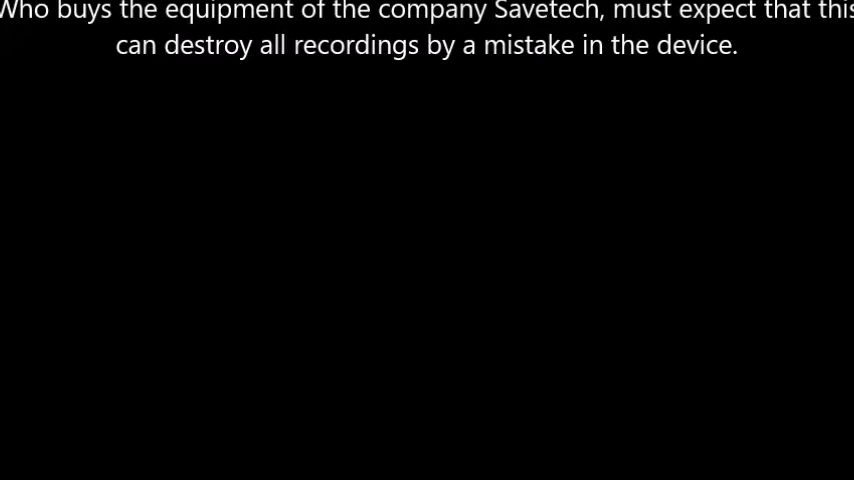 Who buys the equipment of the company Savetech, must expect that this
can destroy all recordings by a mistake in the device.